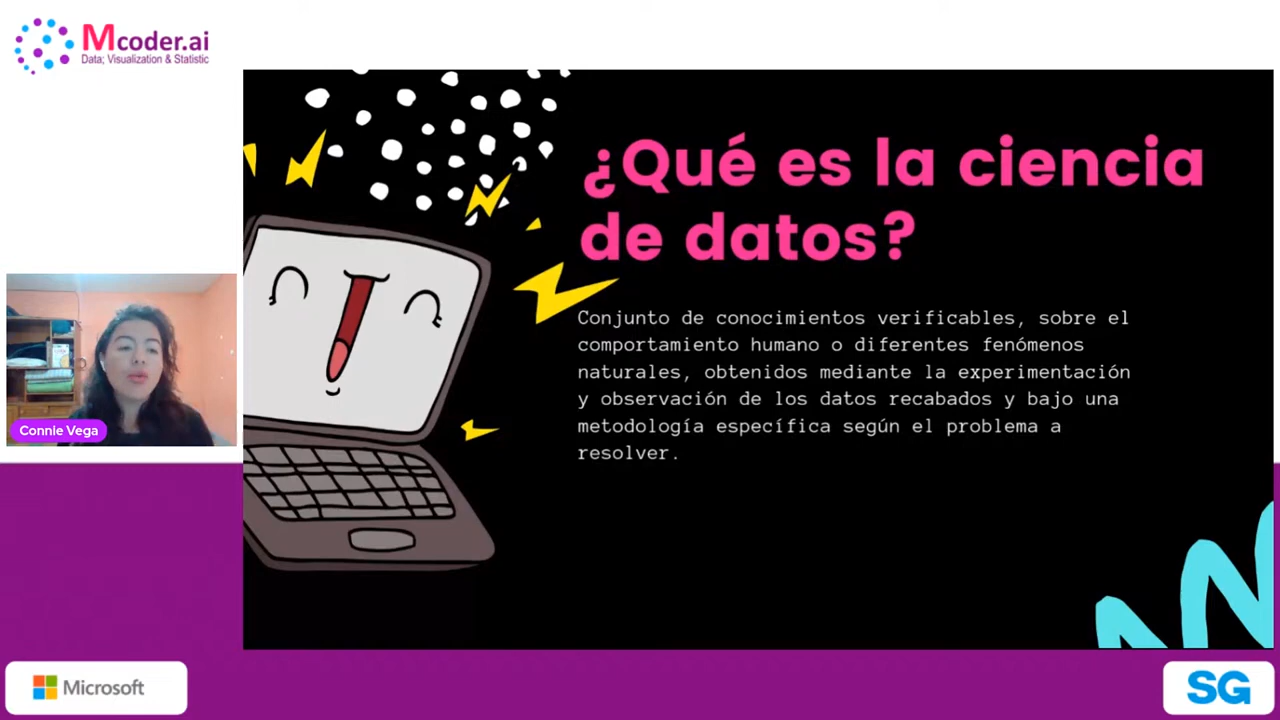 Mcoder.ai
Data; Visualization & Statistic
¿Qué es la ciencia
de datos?
Conjunto de conocimientos verificables, sobre el
comportamiento humano o diferentes fenómenos
naturales, obtenidos mediante la experimentación
y observación de los datos recabados y bajo una
metodología específica según el problema a
resolver.
Connie Vega
Microsoft
SG